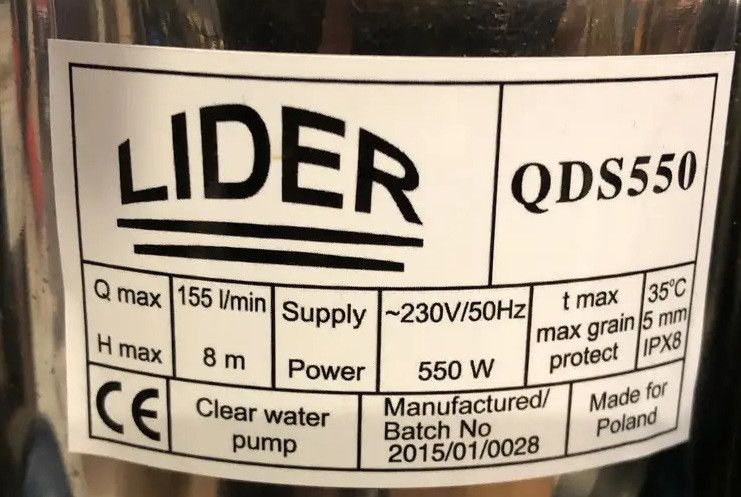 LIDER
QDS550
Q max 155 l/min Supply ~230V/50Hz t max 35°C
max grain 5 mm
H max 8 m Power 550 W protect IPX8
CE Clear water pump
Manufactured/
Batch No
2015/01/0028
Made for
Poland